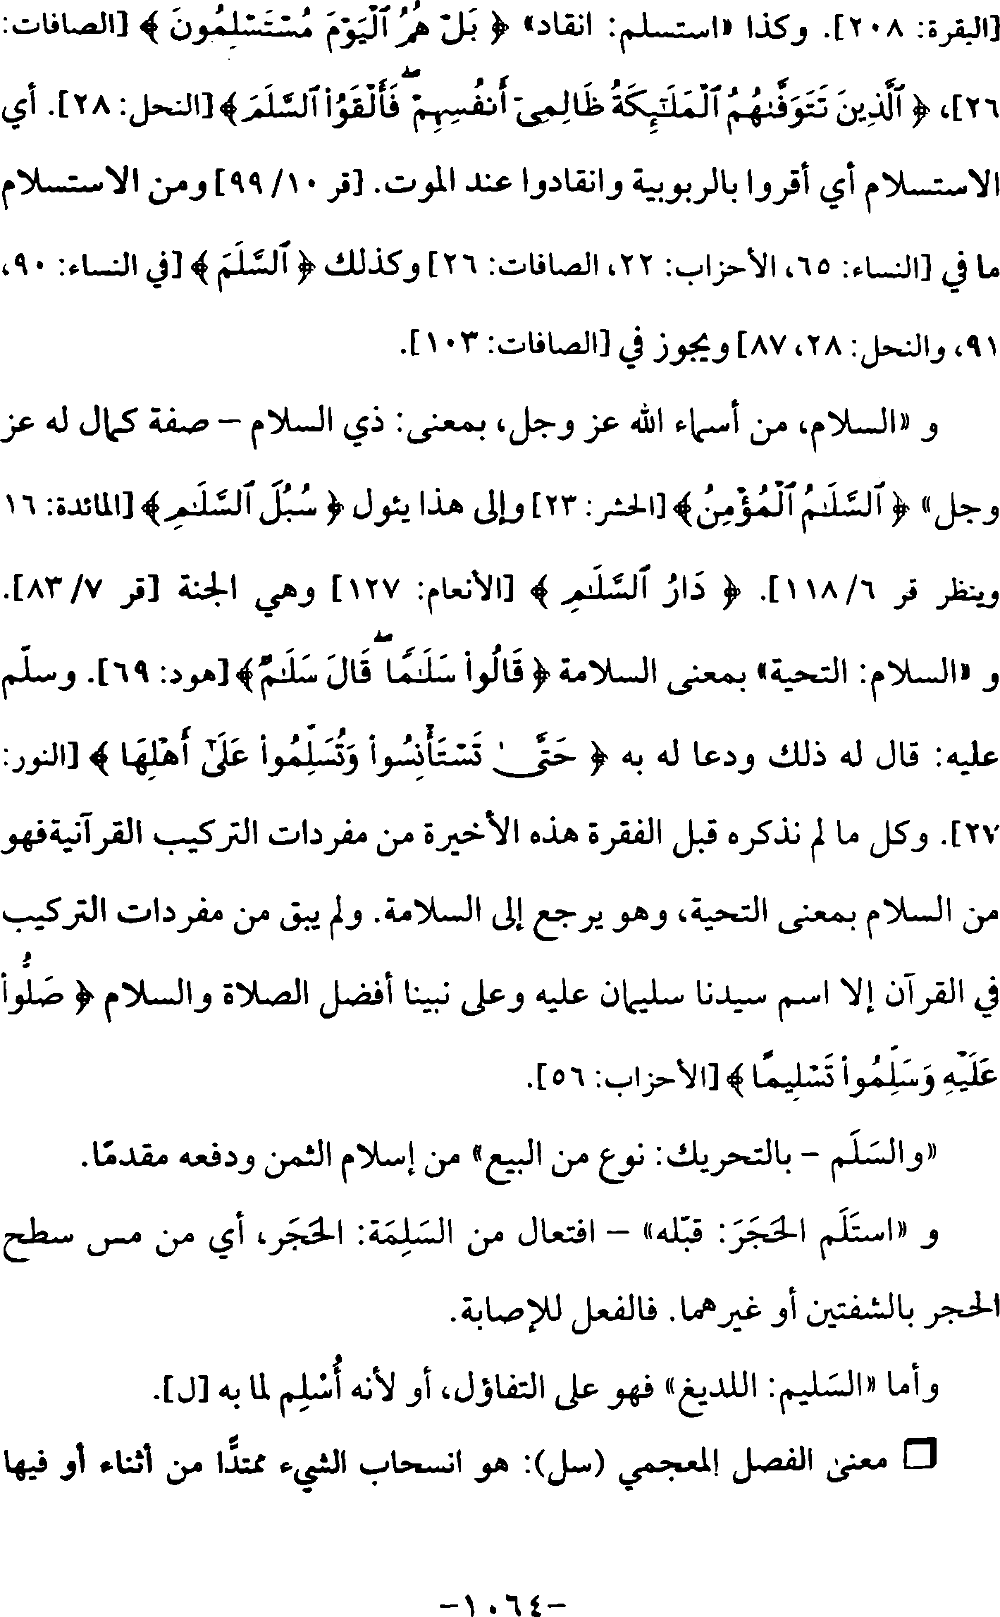 البقرة: ٢٠٨]. وكذا «استسلم: انقاد» ﴿ بَلْ هُمُ ٱلْيَوْمَ مُسْتَسْلِمُونَ ﴾ [الصافات:
٢٦]، ﴿ ٱلَّذِينَ تَتَوَفَّىٰهُمُ ٱلْمَلَـٰٓئِكَةُ ظَالِمِىٓ أَنفُسِهِمْ ۖ فَأَلْقَوُا۟ ٱلسَّلَمَ ﴾[النحل: ٢٨]. أي
الاستسلام أي أقروا بالربوبية وانقادوا عند الموت. [قر ١٠/ ٩٩] ومن الاستسلام
ما في [النساء: ٦٥، الأحزاب: ٢٢، الصافات: ٢٦] وكذلك ﴿ ٱلسَّلَمَ ﴾ [في النساء: ٩٠،
٩١، والنحل: ٢٨، ٨٧] ويجوز في [الصافات: ١٠٣].
و «السلام، من أسماء الله عز وجل، بمعنى: ذي السلام – صفة كمال له عز
وجل» ﴿ ٱلسَّلَـٰمُ ٱلْمُؤْمِنُ ﴾[الحشر: ٢٣] وإلى هذا يئول ﴿ سُبُلَ ٱلسَّلَـٰمِ ﴾[المائدة: ١٦
وينظر قر ٦/ ١١٨]. ﴿ دَارُ ٱلسَّلَـٰمِ ﴾ [الأنعام: ١٢٧] وهي الجنة [قر ٧/ ٨٣].
و «السلام: التحية» بمعنى السلامة ﴿ قَالُوا۟ سَلَـٰمًا ۖ قَالَ سَلَـٰمٌ ﴾[هود: ٦٩]. وسلّم
عليه: قال له ذلك ودعا له به ﴿ حَتَّىٰ تَسْتَأْنِسُوا۟ وَتُسَلِّمُوا۟ عَلَىٰٓ أَهْلِهَا ﴾ [النور:
٢٧]. وكل ما لم نذكره قبل الفقرة هذه الأخيرة من مفردات التركيب القرآنية فهو
من السلام بمعنى التحية، وهو يرجع إلى السلامة. ولم يبق من مفردات التركيب
في القرآن إلا اسم سيدنا سليمان عليه وعلى نبينا أفضل الصلاة والسلام ﴿ صَلُّوا۟
عَلَيْهِ وَسَلِّمُوا۟ تَسْلِيمًا ﴾ [الأحزاب: ٥٦].
«والسَلَم – بالتحريك: نوع من البيع» من إسلام الثمن ودفعه مقدمًا.
و «استَلَم الحَجَرَ: قبّله» – افتعال من السَلِمَة: الحَجَر، أي من مس سطح
الحجر بالشفتين أو غيرهما. فالفعل للإصابة.
وأما «السَليم: اللديغ» فهو على التفاؤل، أو لأنه أُسْلِم لما به [ل].
❑ معنى الفصل المعجمي (سل): هو انسحاب الشيء ممتدًّا من أثناء أو فيها
-١٠٦٤-